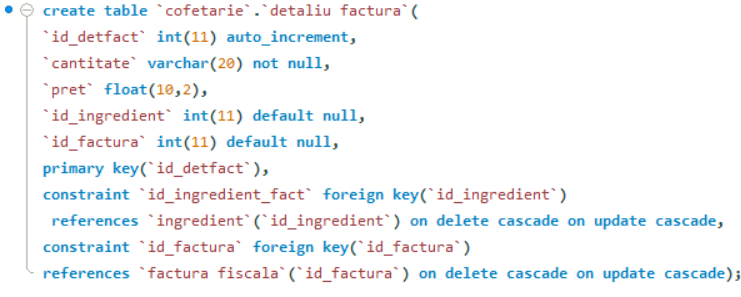 create table `cofetarie`.`detaliu factura`(
`id_detfact` int(11) auto_increment,
`cantitate` varchar(20) not null,
`pret` float(10,2),
`id_ingredient` int(11) default null,
`id_factura` int(11) default null,
primary key(`id_detfact`),
constraint `id_ingredient_fact` foreign key(`id_ingredient`)
references `ingredient`(`id_ingredient`) on delete cascade on update cascade,
constraint `id_factura` foreign key(`id_factura`)
references `factura fiscala`(`id_factura`) on delete cascade on update cascade);